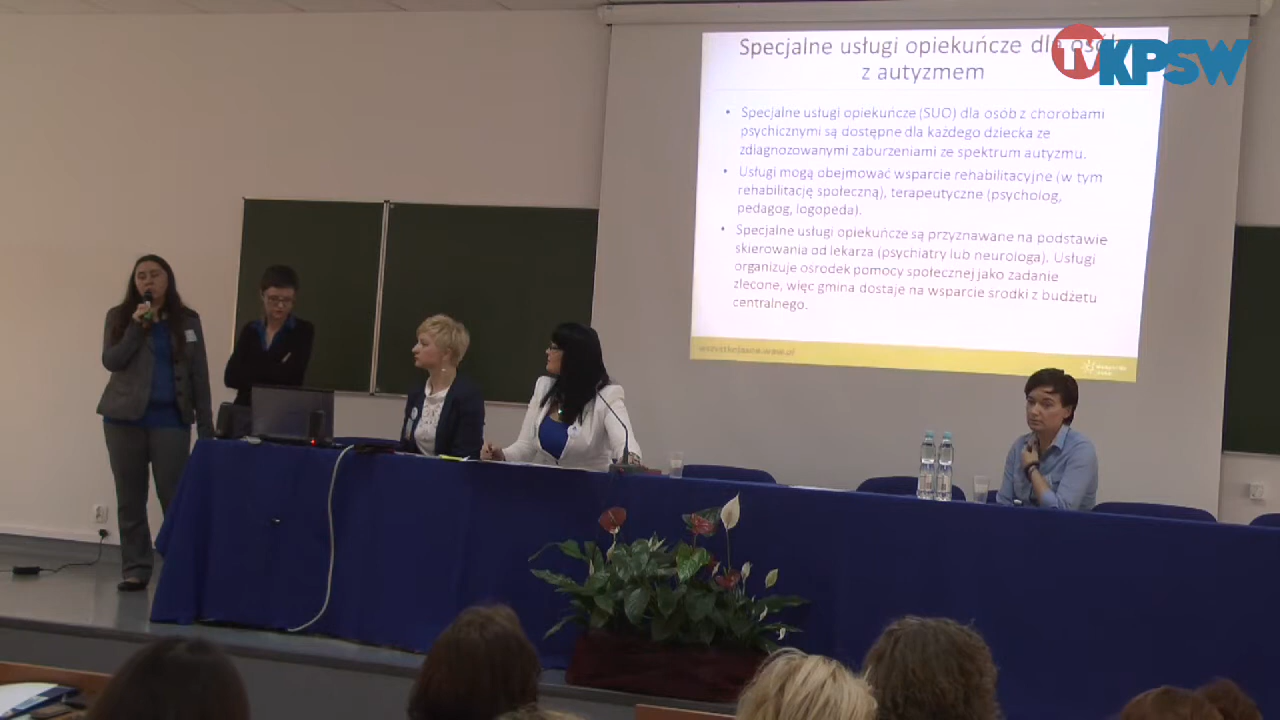 TVKPSW
Specjalne usługi opiekuńcze dla osób
z autyzmem
• Specjalne usługi opiekuńcze (SUO) dla osób z chorobami
psychicznymi są dostępne dla każdego dziecka ze
zdiagnozowanymi zaburzeniami ze spektrum autyzmu.
• Usługi mogą obejmować wsparcie rehabilitacyjne (w tym
rehabilitację społeczną), terapeutyczne (psycholog,
pedagog, logopeda).
• Specjalne usługi opiekuńcze są przyznawane na podstawie
skierowania od lekarza (psychiatry lub neurologa). Usługi
organizuje ośrodek pomocy społecznej jako zadanie
zlecone, więc gmina dostaje na wsparcie środki z budżetu
centralnego.